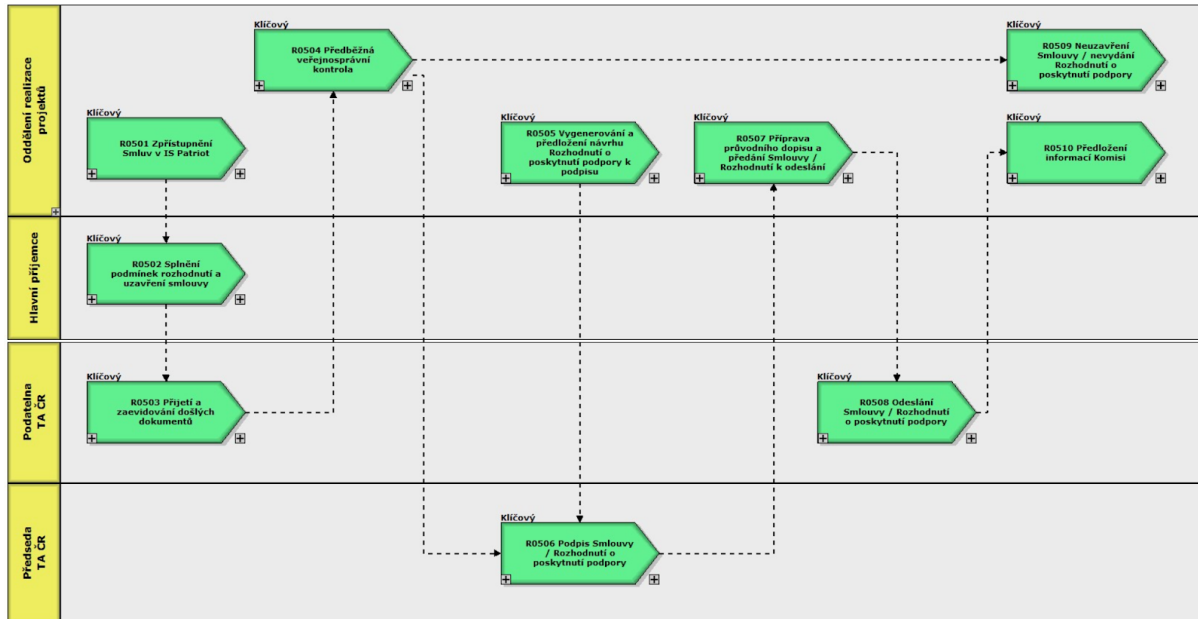 Oddělení realizace
projektů
Klíčový
R0504 Předběžná
veřejnosprávní
kontrola
Klíčový
R0509 Neuzavření
Smlouvy / nevydání
Rozhodnutí o
poskytnutí podpory
Klíčový
R0501 Zpřístupnění
Smluv v IS Patriot
Klíčový
R0505 Vygenerování a
předložení návrhu
Rozhodnutí o
poskytnutí podpory k
podpisu
Klíčový
R0507 Příprava
průvodního dopisu a
předání Smlouvy /
Rozhodnutí k odeslání
Klíčový
R0510 Předložení
informací Komisi
Hlavní příjemce
Klíčový
R0502 Splnění
podmínek rozhodnutí a
uzavření smlouvy
Podatelna
TA ČR
Klíčový
R0503 Přijetí a
zaevidování došlých
dokumentů
Klíčový
R0508 Odeslání
Smlouvy / Rozhodnutí
o poskytnutí podpory
Předseda
TA ČR
Klíčový
R0506 Podpis Smlouvy
/ Rozhodnutí o
poskytnutí podpory